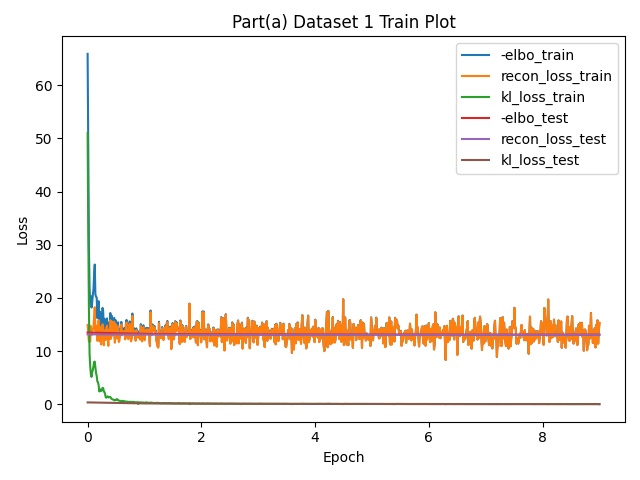 Part(a) Dataset 1 Train Plot
-elbo_train
recon_loss_train
kl_loss_train
-elbo_test
recon_loss_test
kl_loss_test
Loss
60
50
40
30
20
10
0
0 2 4 6 8
Epoch